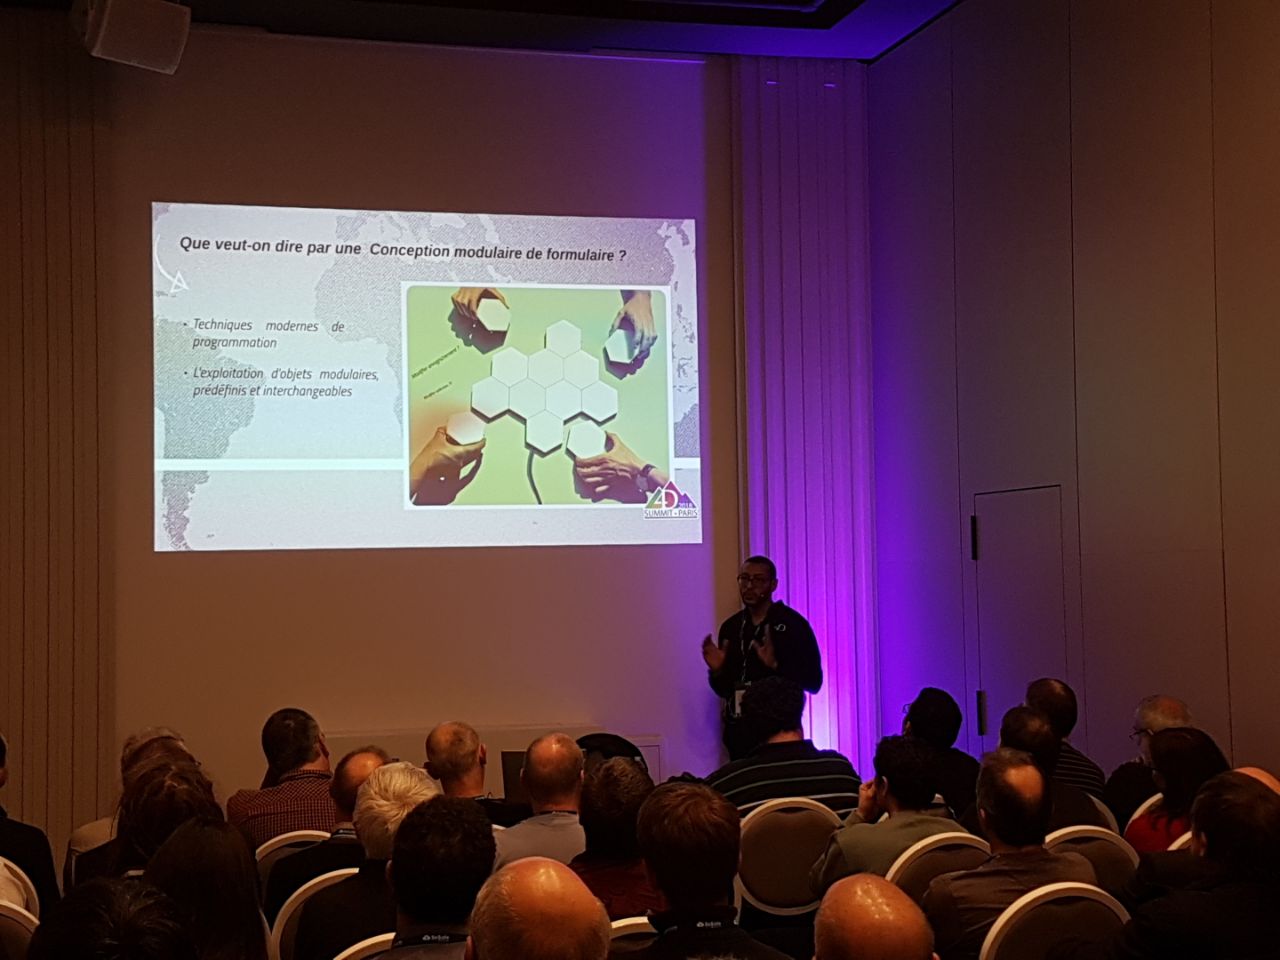 Que veut-on dire par une Conception modulaire de formulaire ?
• Techniques modernes de
programmation
• L'exploitation d'objets modulaires,
prédéfinis et interchangeables
4D
SUMMIT - PARIS